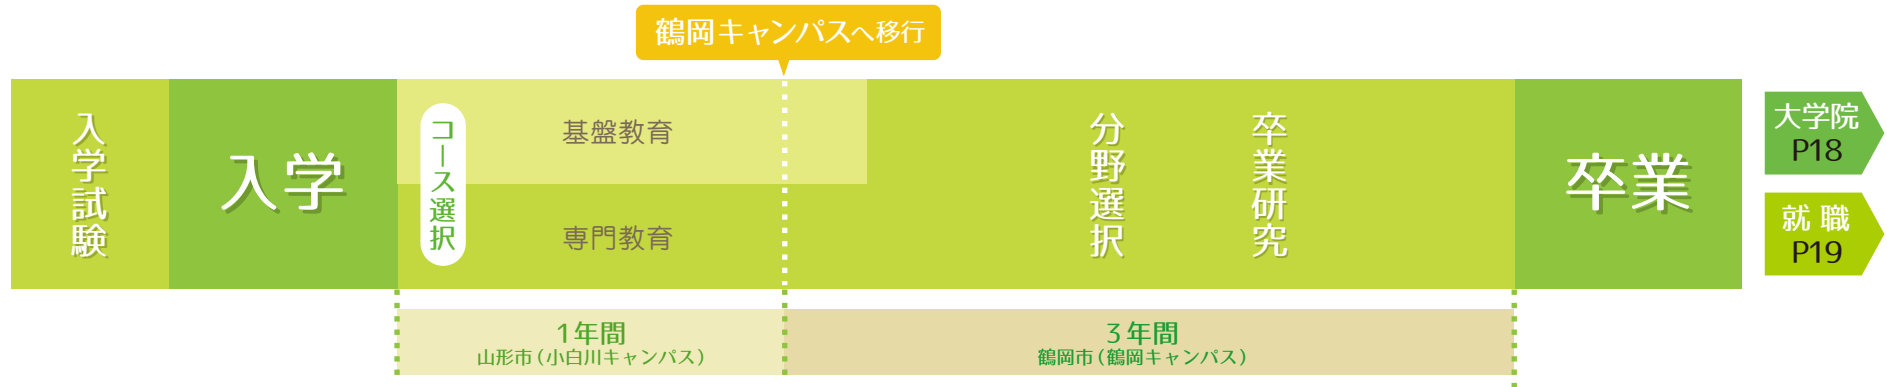 鶴岡キャンパスへ移行
入学試験
入学
コース選択
基盤教育
専門教育
分野選択
卒業研究
卒業
大学院
P18
就 職
P19
1年間
山形市(小白川キャンパス)
3年間
鶴岡市(鶴岡キャンパス)